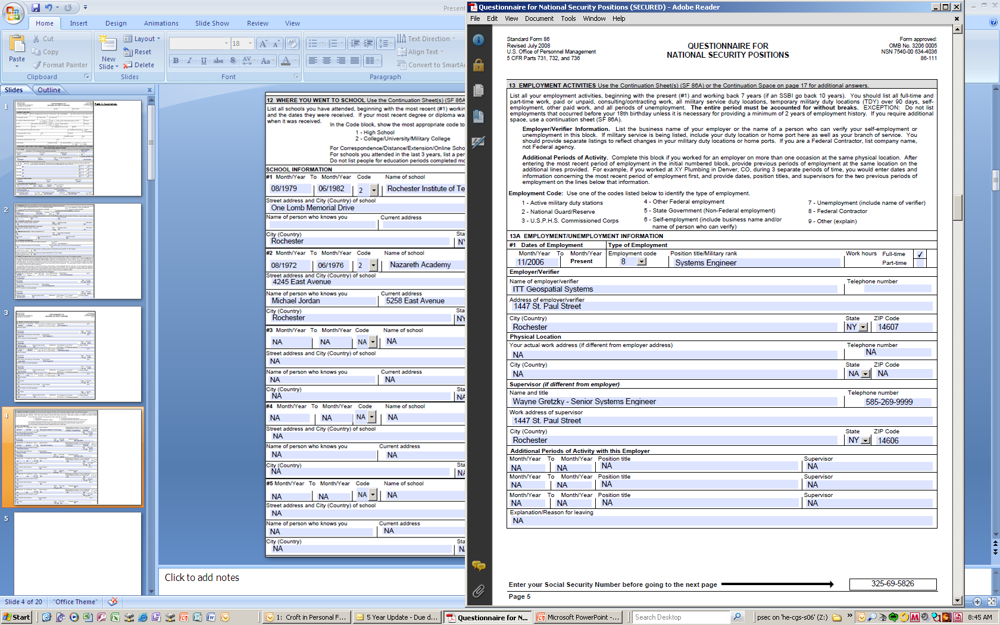 Present
Questionnaire for National Security Positions (SECURED) - Adobe Reader
Home Insert Design Animations Slide Show Review View
File Edit View Document Tools Window Help
Paste
Cut
Copy
Format Painter
Clipboard
New Slide
Layout
Reset
Delete
Slides
18
Font
Text Direction
Align Text
Convert to SmartA
Paragraph
Slides Outline
1
2
3
4
5
12 WHERE YOU WENT TO SCHOOL Use the Continuation Sheet(s) (SF 86A
List all schools you have attended, beginning with the most recent (#1) workin
and the dates they were received. If your most recent degree or diploma wa
when it was received.
In the Code block, show the most appropriate code to
1 - High School
2 - College/University/Military College
For Correspondence/Distance/Extension/Online Scho
For schools you attended in the last 3 years, list a per
Do not list people for education periods completed mo
SCHOOL INFORMATION
#1 Month/Year To Month/Year Code Name of school
08/1979 06/1982 2 Rochester Institute of Te
Street address and City (Country) of school
One Lomb Memorial Drive
Name of person who knows you Current address
City (Country) Sta
Rochester NY
#2 Month/Year To Month/Year Code Name of school
08/1972 06/1976 2 Nazareth Academy
Street address and City (Country) of school
4245 East Avenue
Name of person who knows you Current address
Michael Jordan 5258 East Avenue
City (Country) Sta
Rochester NY
#3 Month/Year To Month/Year Code Name of school
NA NA NA NA
Street address and City (Country) of school
NA
Name of person who knows you Current address
NA NA
City (Country) Sta
NA NA
#4 Month/Year To Month/Year Code Name of school
NA NA NA NA
Street address and City (Country) of school
NA
Name of person who knows you Current address
NA NA
City (Country) Sta
NA NA
#5 Month/Year To Month/Year Code Name of school
NA NA NA NA
Street address and City (Country) of school
NA
Name of person who knows you Current address
NA NA
City (Country) Sta
NA NA
Click to add notes
Standard Form 86
Revised July 2008
U.S. Office of Personnel Management
5 CFR Parts 731, 732, and 736
QUESTIONNAIRE FOR
NATIONAL SECURITY POSITIONS
Form approved:
OMB No. 3206 0005
NSN 7540-00 634-4036
86-111
13 EMPLOYMENT ACTIVITIES Use the Continuation Sheet(s) (SF 86A) or the Continuation Space on page 17 for additional answers.
List all your employment activities, beginning with the present (#1) and working back 7 years (if an SSBI go back 10 years). You should list all full-time and
part-time work, paid or unpaid, consulting/contracting work, all military service duty locations, temporary military duty locations (TDY) over 90 days, self-
employment, other paid work, and all periods of unemployment. The entire period must be accounted for without breaks. EXCEPTION: Do not list
employments that occurred before your 18th birthday unless it is necessary for providing a minimum of 2 years of employment history. If you require additional
space, use a continuation sheet (SF 86A).
Employer/Verifier Information. List the business name of your employer or the name of a person who can verify your self-employment or
unemployment in this block. If military service is being listed, include your duty location or home port here as well as your branch of service. You
should provide separate listings to reflect changes in your military duty locations or home ports. If you are a Federal Contractor, list company name,
not Federal agency.
Additional Periods of Activity. Complete this block if you worked for an employer on more than one occasion at the same physical location. After
entering the most recent period of employment in the initial numbered block, provide previous periods of employment at the same location on the
additional lines provided. For example, if you worked at XY Plumbing in Denver, CO, during 3 separate periods of time, you would enter dates and
information concerning the most recent period of employment first, and provide dates, position titles, and supervisors for the two previous periods of
employment on the lines below that information.
Employment Code: Use one of the codes listed below to identify the type of employment.
1 - Active military duty stations
2 - National Guard/Reserve
3 - U.S.P.H.S. Commissioned Corps
4 - Other Federal employment
5 - State Government (Non-Federal employment)
6 - Self-employment (include business name and/or
name of person who can verify)
7 - Unemployment (include name of verifier)
8 - Federal Contractor
9 - Other (explain)
13A EMPLOYMENT/UNEMPLOYMENT INFORMATION
#1 Dates of Employment Type of Employment
Month/Year To Month/Year Employment code Position title/Military rank Work hours Full-time ✓
11/2006 Present 8 Systems Engineer Part-time
Employer/Verifier
Name of employer/verifier Telephone number
ITT Geospatial Systems
Address of employer/verifier
1447 St. Paul Street
City (Country) State ZIP Code
Rochester NY 14607
Physical Location
Your actual work address (if different from employer address) Telephone number
NA NA
City (Country) State ZIP Code
NA NA NA
Supervisor (if different from employer)
Name and title Telephone number
Wayne Gretzky - Senior Systems Engineer 585-269-9999
Work address of supervisor
1447 St. Paul Street
City (Country) State ZIP Code
Rochester NY 14606
Additional Periods of Activity with this Employer
Month/Year To Month/Year Position title Supervisor
NA NA NA NA
Month/Year To Month/Year Position title Supervisor
NA NA NA NA
Month/Year To Month/Year Position title Supervisor
NA NA NA NA
Explanation/Reason for leaving
NA
Enter your Social Security Number before going to the next page 325-69-5826
Page 5
Slide 4 of 20 "Office Theme"
Start
1: Croft in Personal F...
5 Year Update - Due d...
Questionnaire for N...
Microsoft PowerPoint -...
Search Desktop
psec on 'he-cgs-s06' (Z:)
8:45 AM